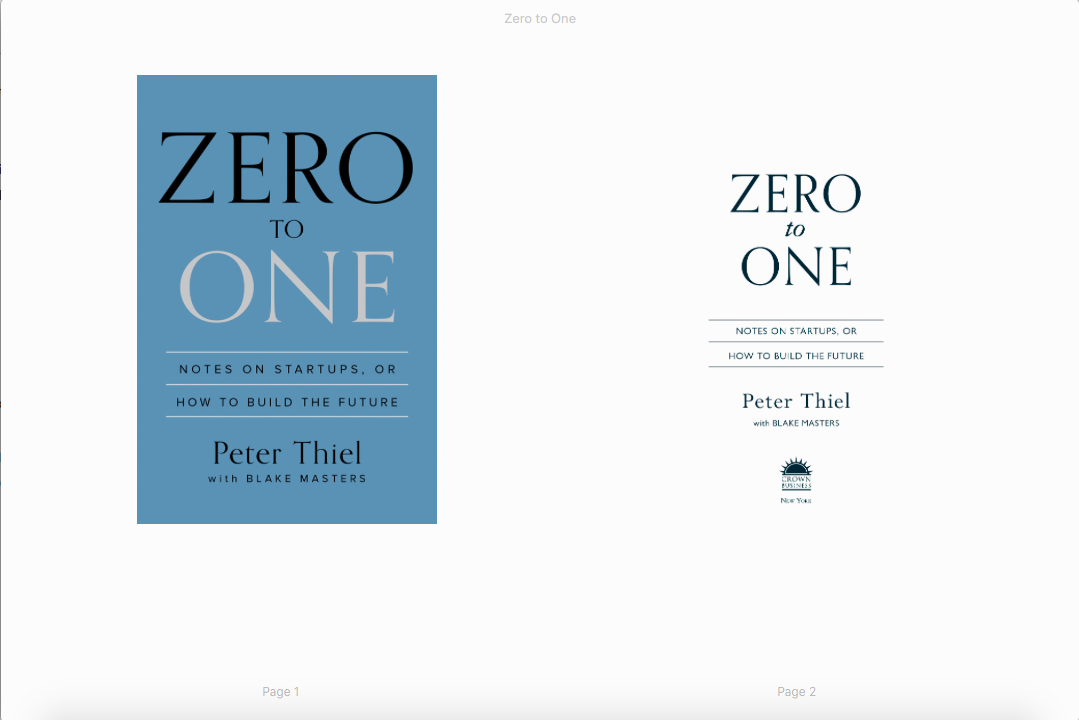 Zero to One
ZERO
TO
ONE
NOTES ON STARTUPS, OR
HOW TO BUILD THE FUTURE
Peter Thiel
with BLAKE MASTERS
ZERO
to
ONE
NOTES ON STARTUPS, OR
HOW TO BUILD THE FUTURE
Peter Thiel
with BLAKE MASTERS
CROWN
BUSINESS
New York
Page 1
Page 2